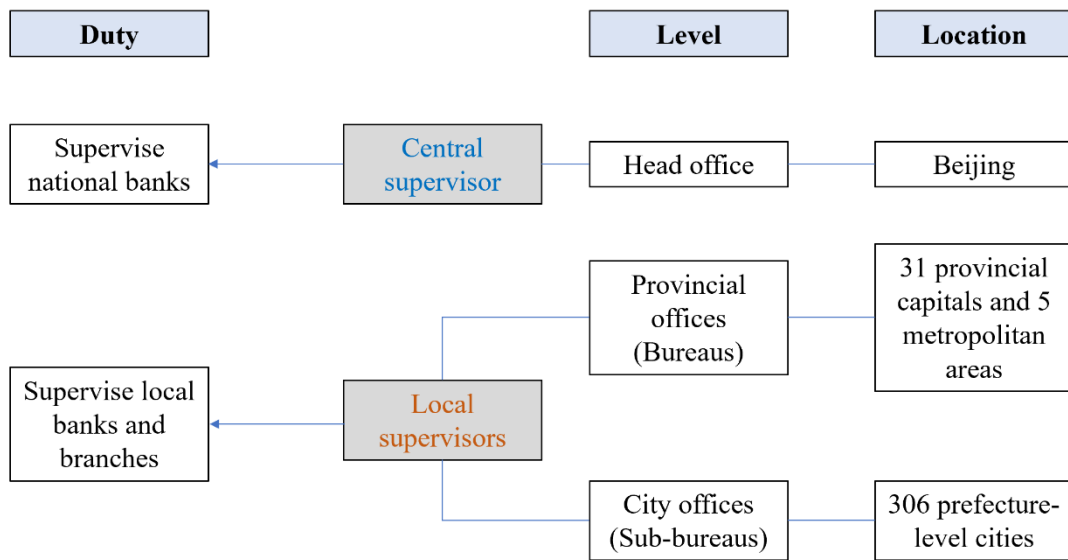 Duty
Level
Location
Supervise
national banks
Central
supervisor
Head office
Beijing
Provincial
offices
(Bureaus)
31 provincial
capitals and 5
metropolitan
areas
Supervise local
banks and
branches
Local
supervisors
City offices
(Sub-bureaus)
306 prefecture-
level cities